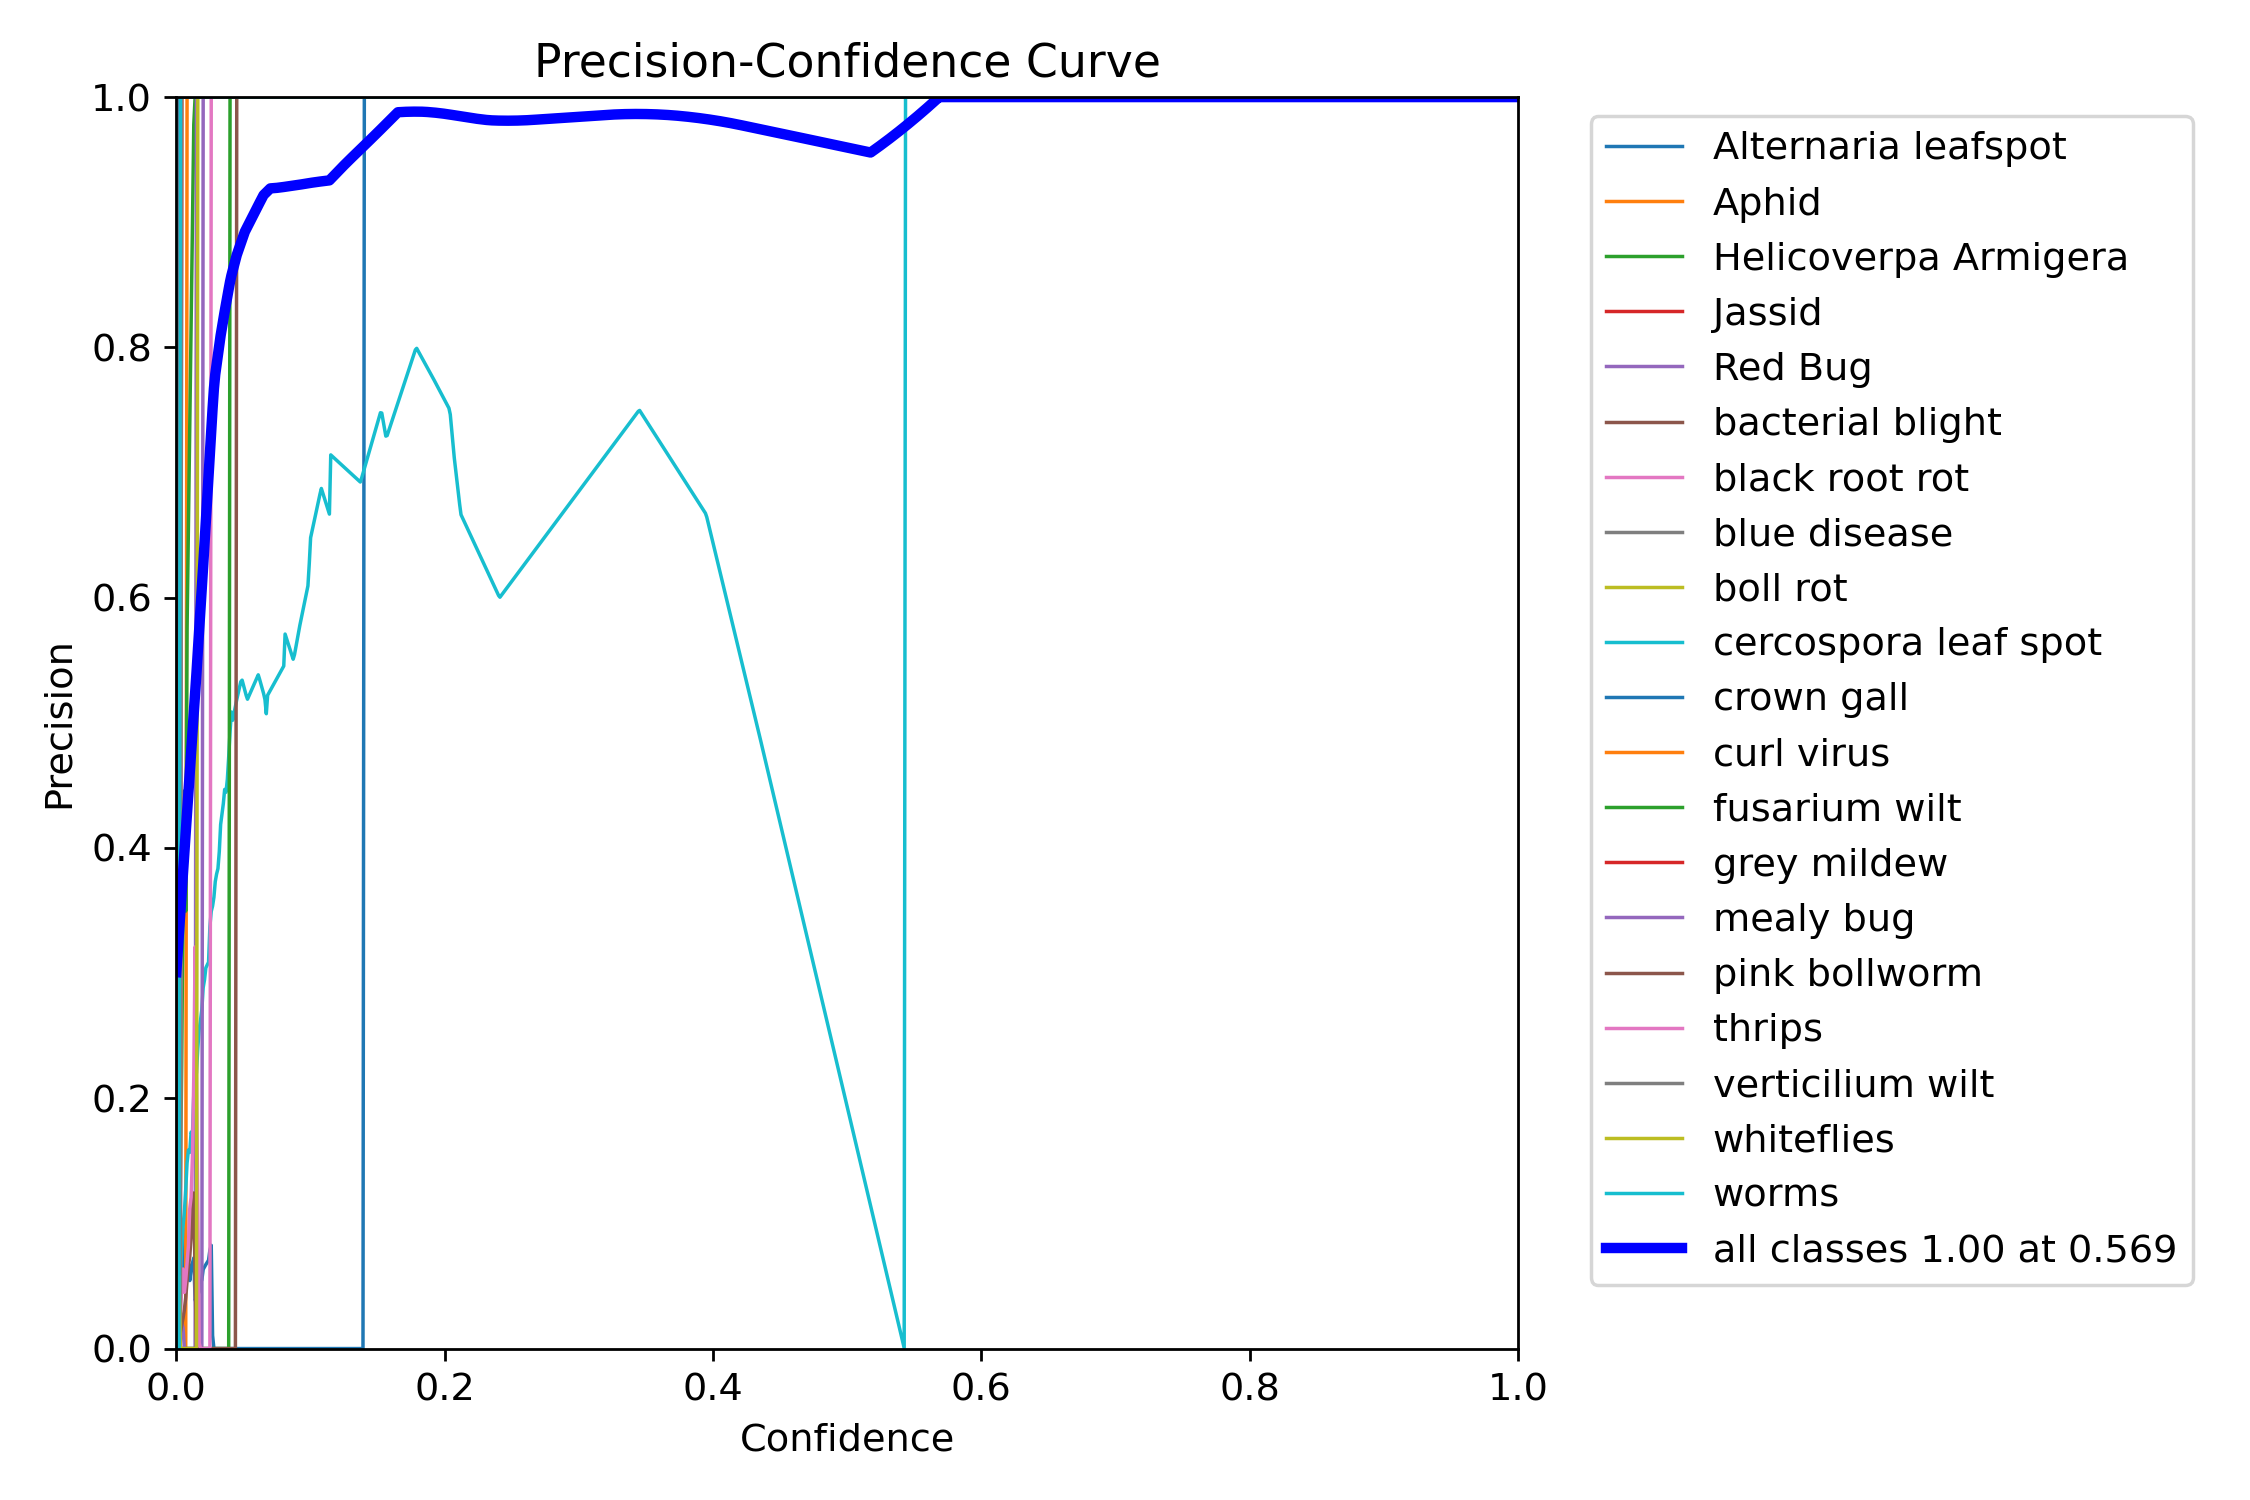 Precision-Confidence Curve
1.0
0.8
0.6
0.4
0.2
0.0
Precision
0.0 0.2 0.4 0.6 0.8 1.0
Confidence
Alternaria leafspot
Aphid
Helicoverpa Armigera
Jassid
Red Bug
bacterial blight
black root rot
blue disease
boll rot
cercospora leaf spot
crown gall
curl virus
fusarium wilt
grey mildew
mealy bug
pink bollworm
thrips
verticilium wilt
whiteflies
worms
all classes 1.00 at 0.569